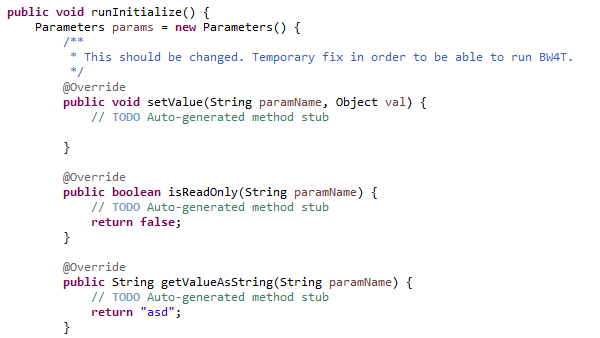 public void runInitialize() {
    Parameters params = new Parameters() {
        /**
         * This should be changed. Temporary fix in order to be able to run BW4T.
         */
        @Override
        public void setValue(String paramName, Object val) {
            // TODO Auto-generated method stub

        }

        @Override
        public boolean isReadOnly(String paramName) {
            // TODO Auto-generated method stub
            return false;
        }

        @Override
        public String getValueAsString(String paramName) {
            // TODO Auto-generated method stub
            return "asd";
        }